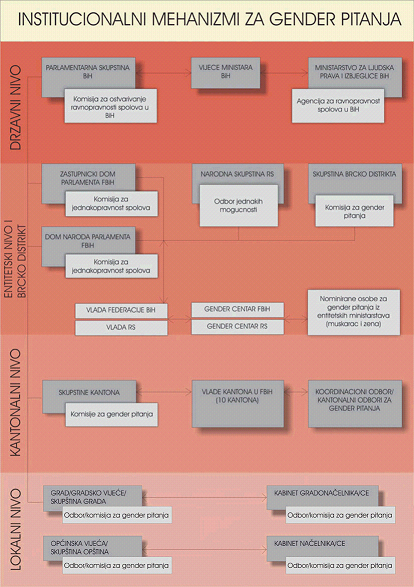 INSTITUCIONALNI MEHANIZMI ZA GENDER PITANJA
DRZAVNI NIVO
PARLAMENTARNA SKUPSTINA
BIH
Komisija za ostvarivanje
ravnopravnosti spolova u
BIH
VIJECE MINISTARA
BIH
MINISTARSTVO ZA LJUDSKA
PRAVA I IZBJEGLICE BIH
Agencija za ravnopravnost
spolova u BIH
ENTITETSKI NIVO I
BRCKO DISTRIKT
ZASTUPNICKI DOM
PARLAMENTA FBIH
Komisija za
jednakopravnost spolova
NARODNA SKUPSTINA RS
Odbor jednakih
mogucnosti
SKUPSTINA BRCKO DISTRIKTA
Komisija za gender
pitanja
DOM NARODA PARLAMENTA
FBIH
Komisija za
jednakopravnost spolova
VLADA FEDERACIJE BIH
VLADA RS
GENDER CENTAR FBIH
GENDER CENTAR RS
Nominirane osobe za
gender pitanja iz
entitetskih ministarstava
(muskarac i zena)
KANTONALNO NIVO
SKUPSTINE KANTONA
Komisije za gender pitanja
VLADE KANTONA U FBIH
(10 KANTONA)
KOORDINACIONI ODBOR/
KANTONALNI ODBORI ZA
GENDER PITANJA
LOKALNI NIVO
GRAD/GRADSKO VIJEĆE/
SKUPŠTINA GRADA
Odbor/komisija za gender pitanja
KABINET GRADONAČELNIKA/CE
Odbor/komisija za gender pitanja
OPĆINSKA VIJEĆA/
SKUPŠTINA OPŠTINA
Odbor/komisija za gender pitanja
KABINET NAČELNIKA/CE
Odbor/komisija za gender pitanja